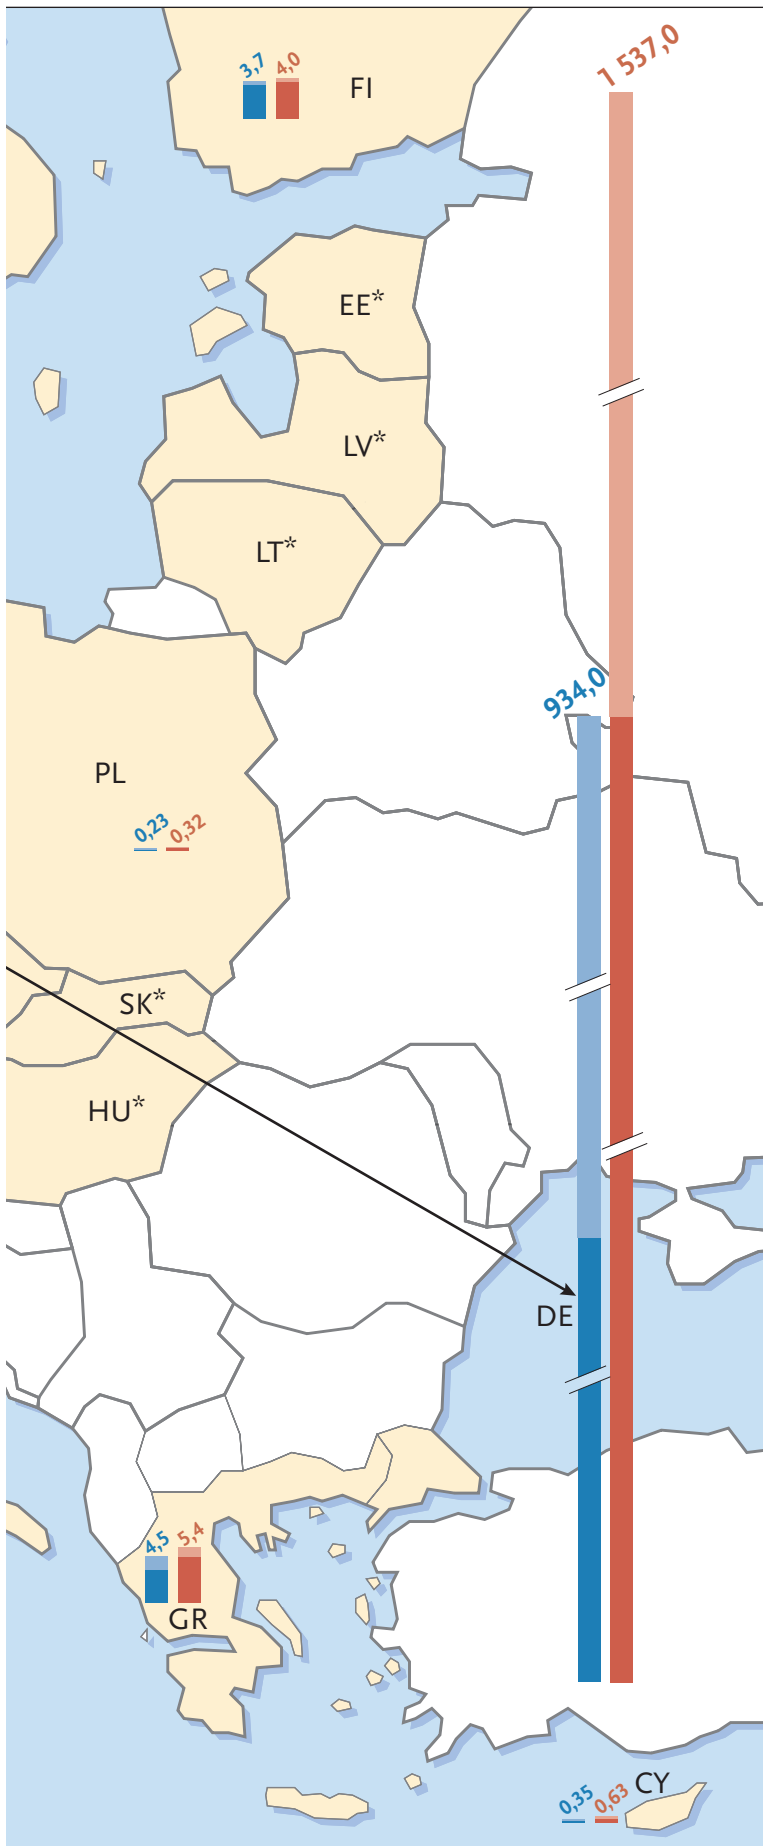 1 537,0
3,7
4,0
FI
EE*
LV*
LT*
934,0
PL
0,23
0,32
SK*
HU*
DE
4,5
5,4
GR
CY
0,35
0,63